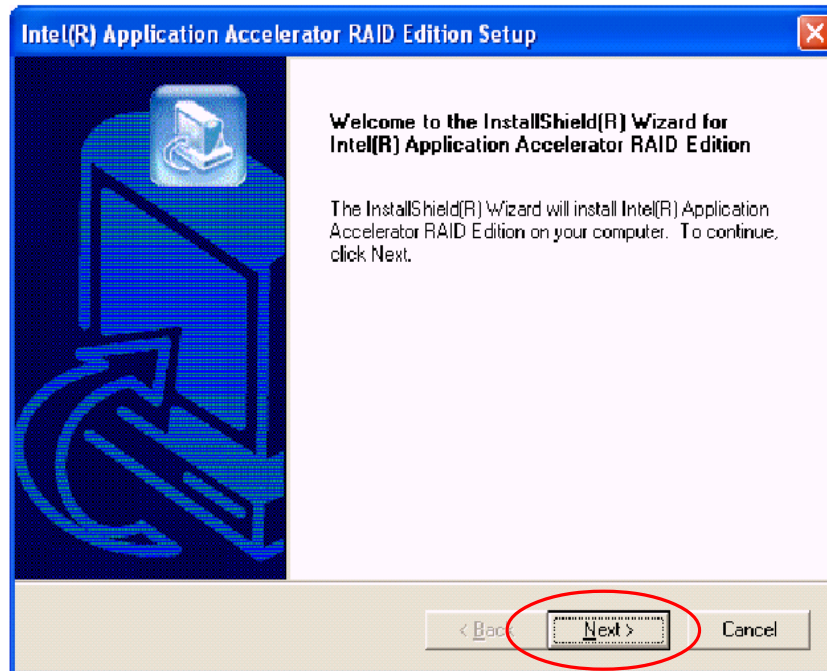 Intel(R) Application Accelerator RAID Edition Setup
Welcome to the InstallShield(R) Wizard for
Intel(R) Application Accelerator RAID Edition
The InstallShield(R) Wizard will install Intel(R) Application
Accelerator RAID Edition on your computer. To continue,
click Next.
< Back Next > Cancel